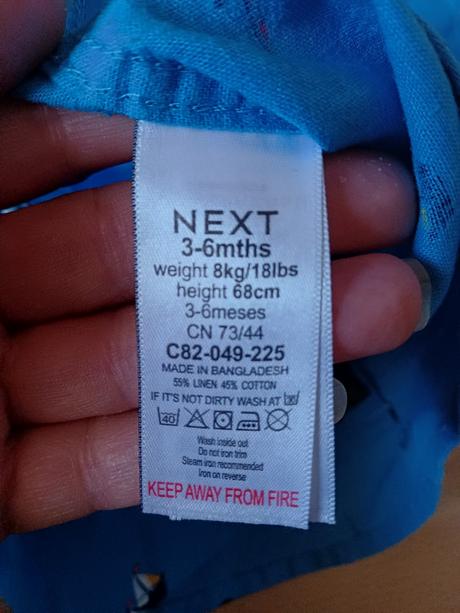 NEXT
3-6mths
weight 8kg/18lbs
height 68cm
3-6meses
CN 73/44
C82-049-225
MADE IN BANGLADESH
55% LINEN 45% COTTON
IF IT'S NOT DIRTY WASH AT
40
Wash inside out
Do not iron trim
Steam iron recommended
Iron on reverse
KEEP AWAY FROM FIRE